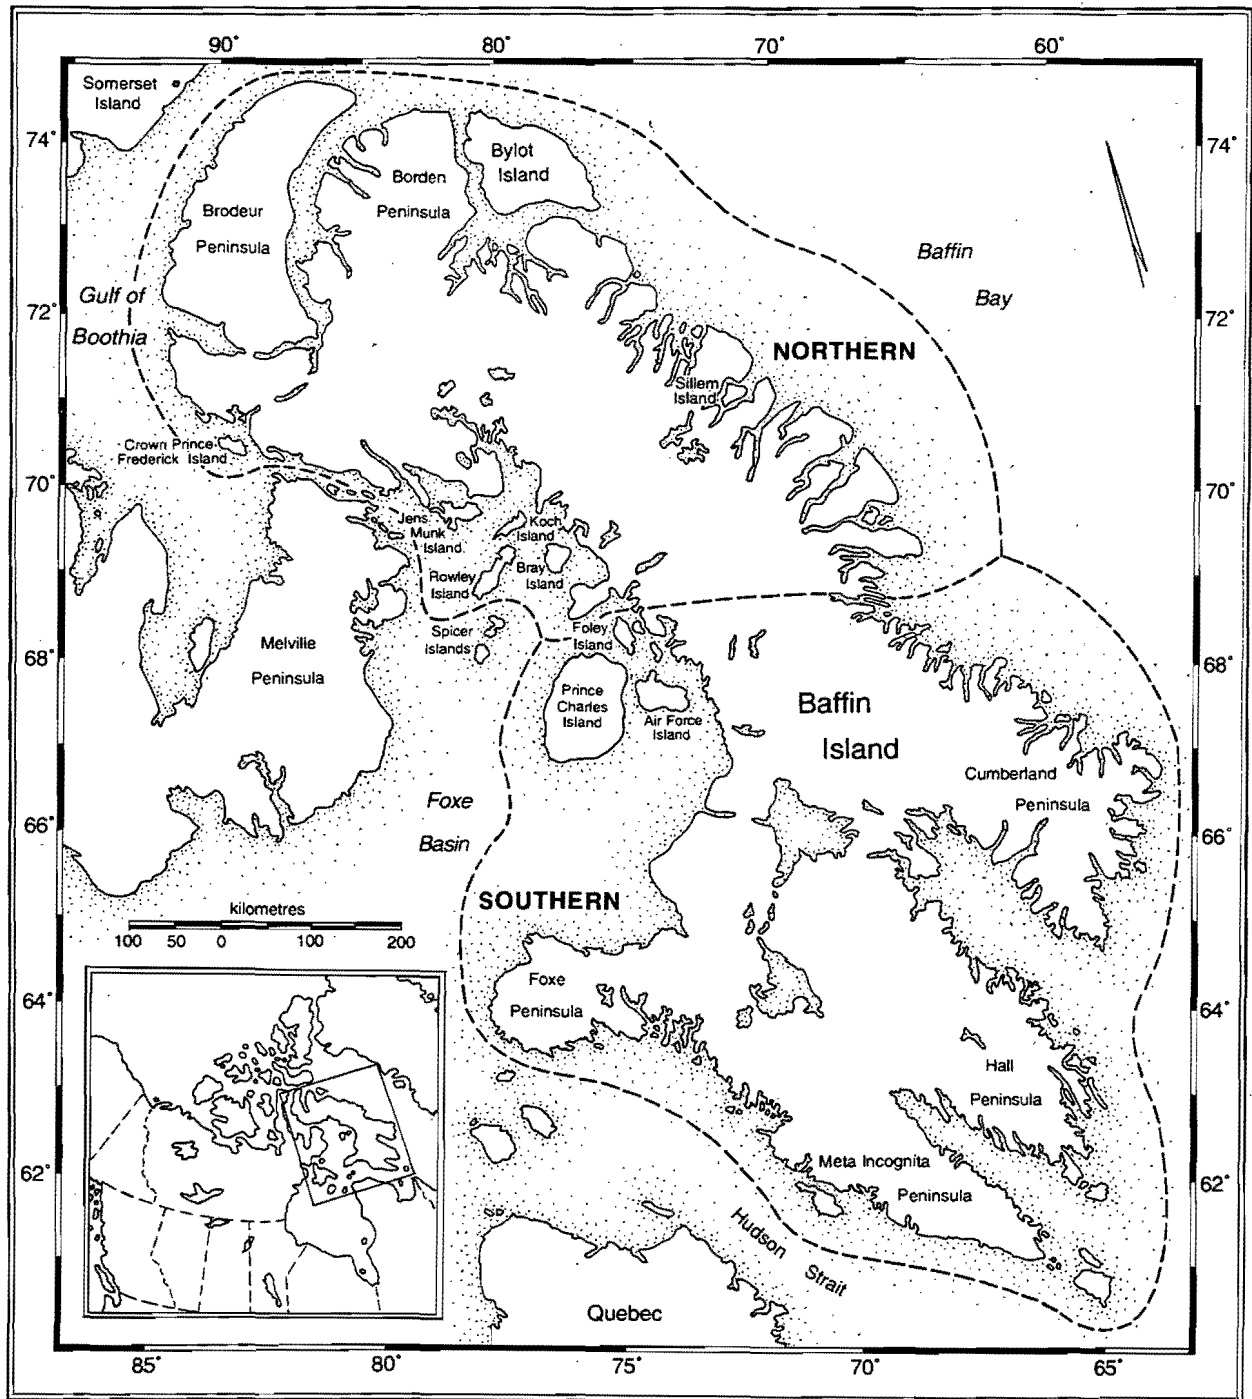 90°
80°
70°
60°
Somerset
Island
74°
74°
Bylot
Island
Borden
Peninsula
Brodeur
Peninsula
Baffin
Bay
Gulf of
Boothia
72°
72°
NORTHERN
Sillem
Island
Crown Prince
Frederick Island
70°
70°
Jens
Munk
Island
Koch
Island
Bray
Island
Rowley
Island
Spicer
Islands
Foley
Island
68°
68°
Melville
Peninsula
Prince
Charles
Island
Air Force
Island
Baffin
Island
Cumberland
Peninsula
Foxe
Basin
66°
66°
SOUTHERN
kilometres
100 50 0 100 200
Foxe
Peninsula
64°
64°
Hall
Peninsula
Meta Incognita
Peninsula
62°
62°
Hudson
Strait
Quebec
85°
80°
75°
70°
65°